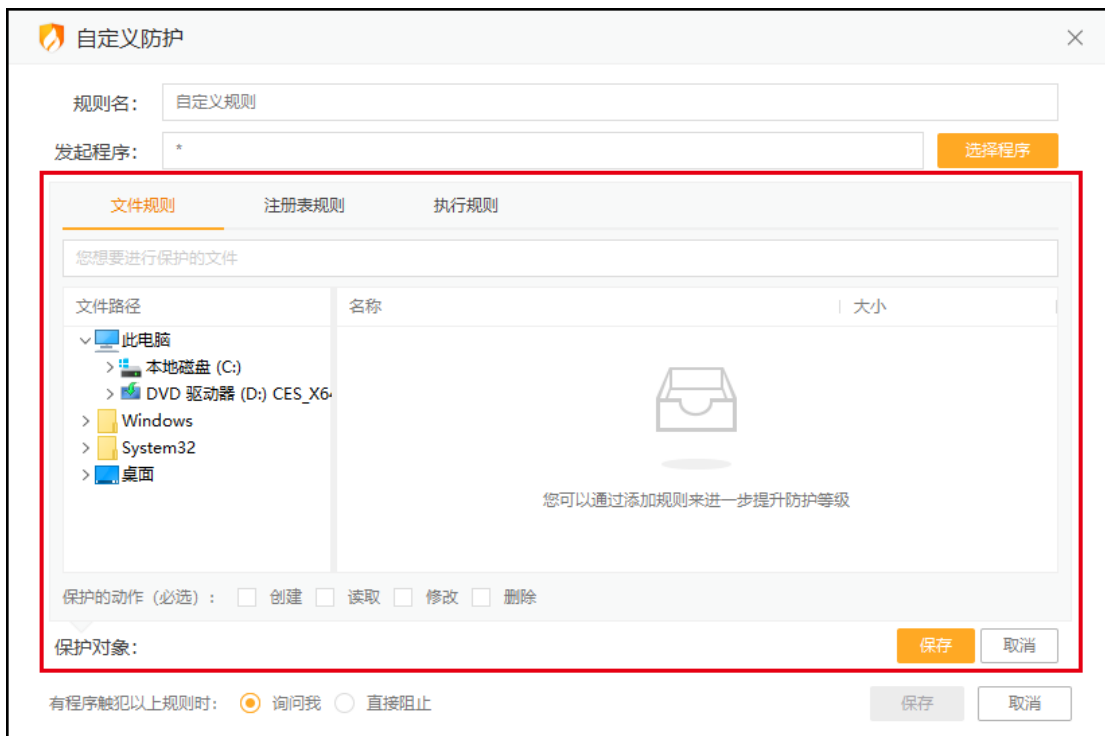 自定义防护
规则名： 自定义规则
发起程序： * 选择程序
文件规则 注册表规则 执行规则
您想要进行保护的文件
文件路径 名称 大小
此电脑
本地磁盘 (C:)
DVD 驱动器 (D:) CES_X64
Windows
System32
桌面
您可以通过添加规则来进一步提升防护等级
保护的动作（必选）： 创建 读取 修改 删除
保护对象： 保存 取消
有程序触犯以上规则时： 询问我 直接阻止 保存 取消